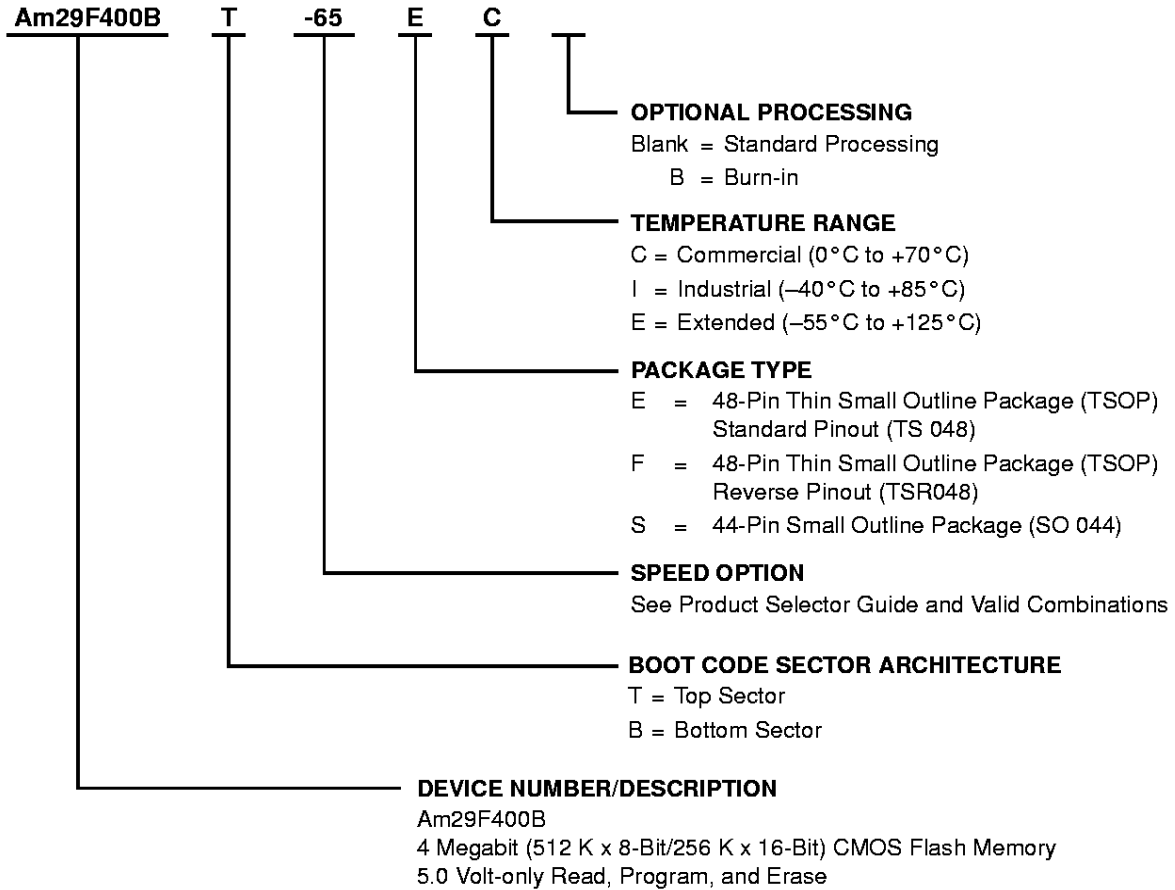 Am29F400B T -65 E C
OPTIONAL PROCESSING
Blank = Standard Processing
B = Burn-in
TEMPERATURE RANGE
C = Commercial (0°C to +70°C)
I = Industrial (–40°C to +85°C)
E = Extended (–55°C to +125°C)
PACKAGE TYPE
E = 48-Pin Thin Small Outline Package (TSOP)
Standard Pinout (TS 048)
F = 48-Pin Thin Small Outline Package (TSOP)
Reverse Pinout (TSR048)
S = 44-Pin Small Outline Package (SO 044)
SPEED OPTION
See Product Selector Guide and Valid Combinations
BOOT CODE SECTOR ARCHITECTURE
T = Top Sector
B = Bottom Sector
DEVICE NUMBER/DESCRIPTION
Am29F400B
4 Megabit (512 K x 8-Bit/256 K x 16-Bit) CMOS Flash Memory
5.0 Volt-only Read, Program, and Erase